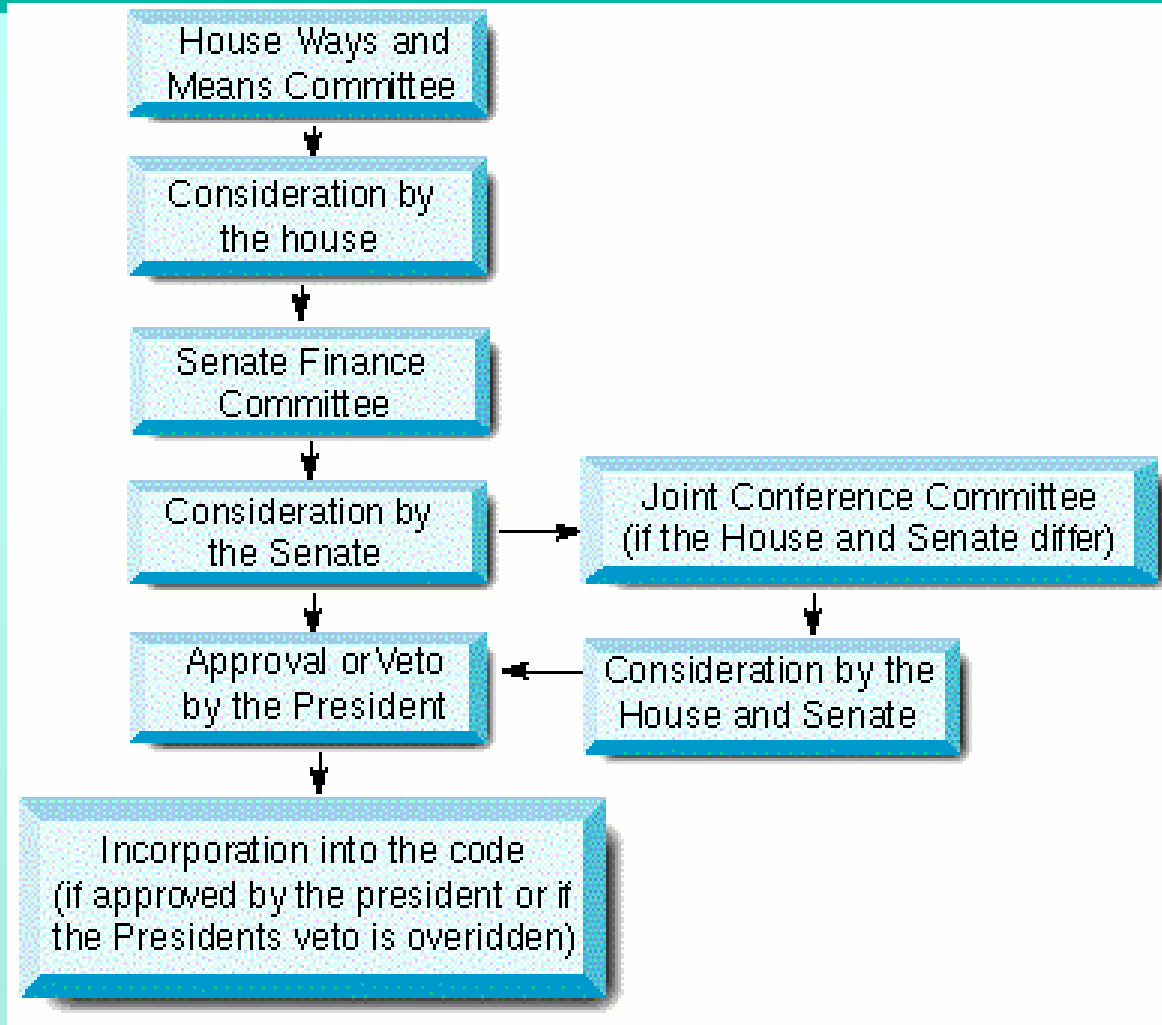 House Ways and
Means Committee
Consideration by
the house
Senate Finance
Committee
Consideration by
the Senate
Joint Conference Committee
(if the House and Senate differ)
Approval or Veto
by the President
Consideration by the
House and Senate
Incorporation into the code
(if approved by the president or if
the Presidents veto is overidden)